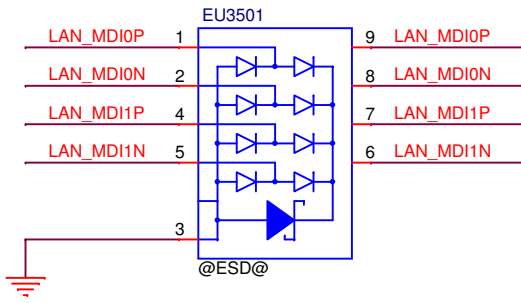 EU3501
LAN_MDI0P 1 9 LAN_MDI0P
LAN_MDI0N 2 8 LAN_MDI0N
LAN_MDI1P 4 7 LAN_MDI1P
LAN_MDI1N 5 6 LAN_MDI1N
3
@ESD@